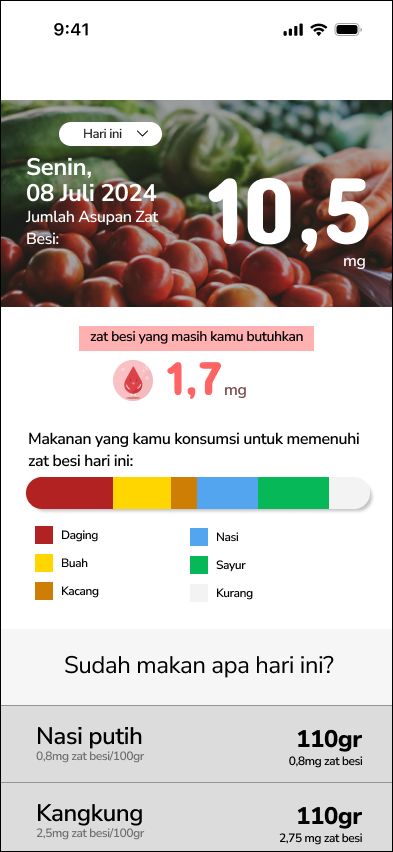 9:41
Hari ini
Senin,
08 Juli 2024
Jumlah Asupan Zat
Besi:
10,5
mg
zat besi yang masih kamu butuhkan
1,7 mg
Makanan yang kamu konsumsi untuk memenuhi
zat besi hari ini:
Daging
Nasi
Buah
Sayur
Kacang
Kurang
Sudah makan apa hari ini?
Nasi putih
110gr
0,8mg zat besi/100gr
0,8mg zat besi
Kangkung
110gr
2,5mg zat besi/100gr
2,75 mg zat besi